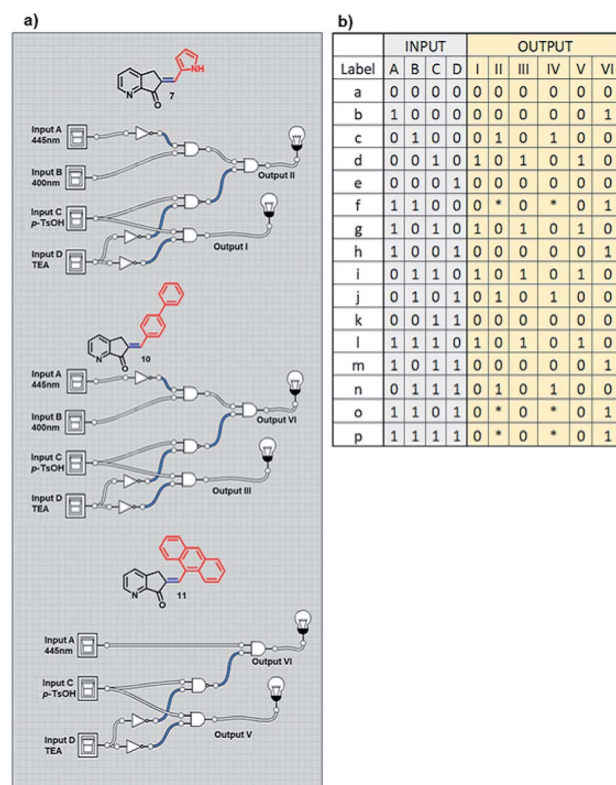 a)
NH
N
O
7
Input A
445nm
Input B
400nm
Output II
Input C
p-TsOH
Output I
Input D
TEA
N
O
10
Input A
445nm
Output VI
Input B
400nm
Input C
p-TsOH
Output III
Input D
TEA
N
O
11
Input A
445nm
Output VI
Input C
p-TsOH
Output V
Input D
TEA
b)
INPUT OUTPUT
Label A B C D I II III IV V VI
a 0 0 0 0 0 0 0 0 0 0
b 1 0 0 0 0 0 0 0 0 1
c 0 1 0 0 0 1 0 1 0 0
d 0 0 1 0 1 0 1 0 1 0
e 0 0 0 1 0 0 0 0 0 0
f 1 1 0 0 0 * 0 * 0 1
g 1 0 1 0 1 0 1 0 1 0
h 1 0 0 1 0 0 0 0 0 1
i 0 1 1 0 1 0 1 0 1 0
j 0 1 0 1 0 1 0 1 0 0
k 0 0 1 1 0 0 0 0 0 0
l 1 1 1 0 1 0 1 0 1 0
m 1 0 1 1 0 0 0 0 0 1
n 0 1 1 1 0 1 0 1 0 0
o 1 1 0 1 0 * 0 * 0 1
p 1 1 1 1 0 * 0 * 0 1